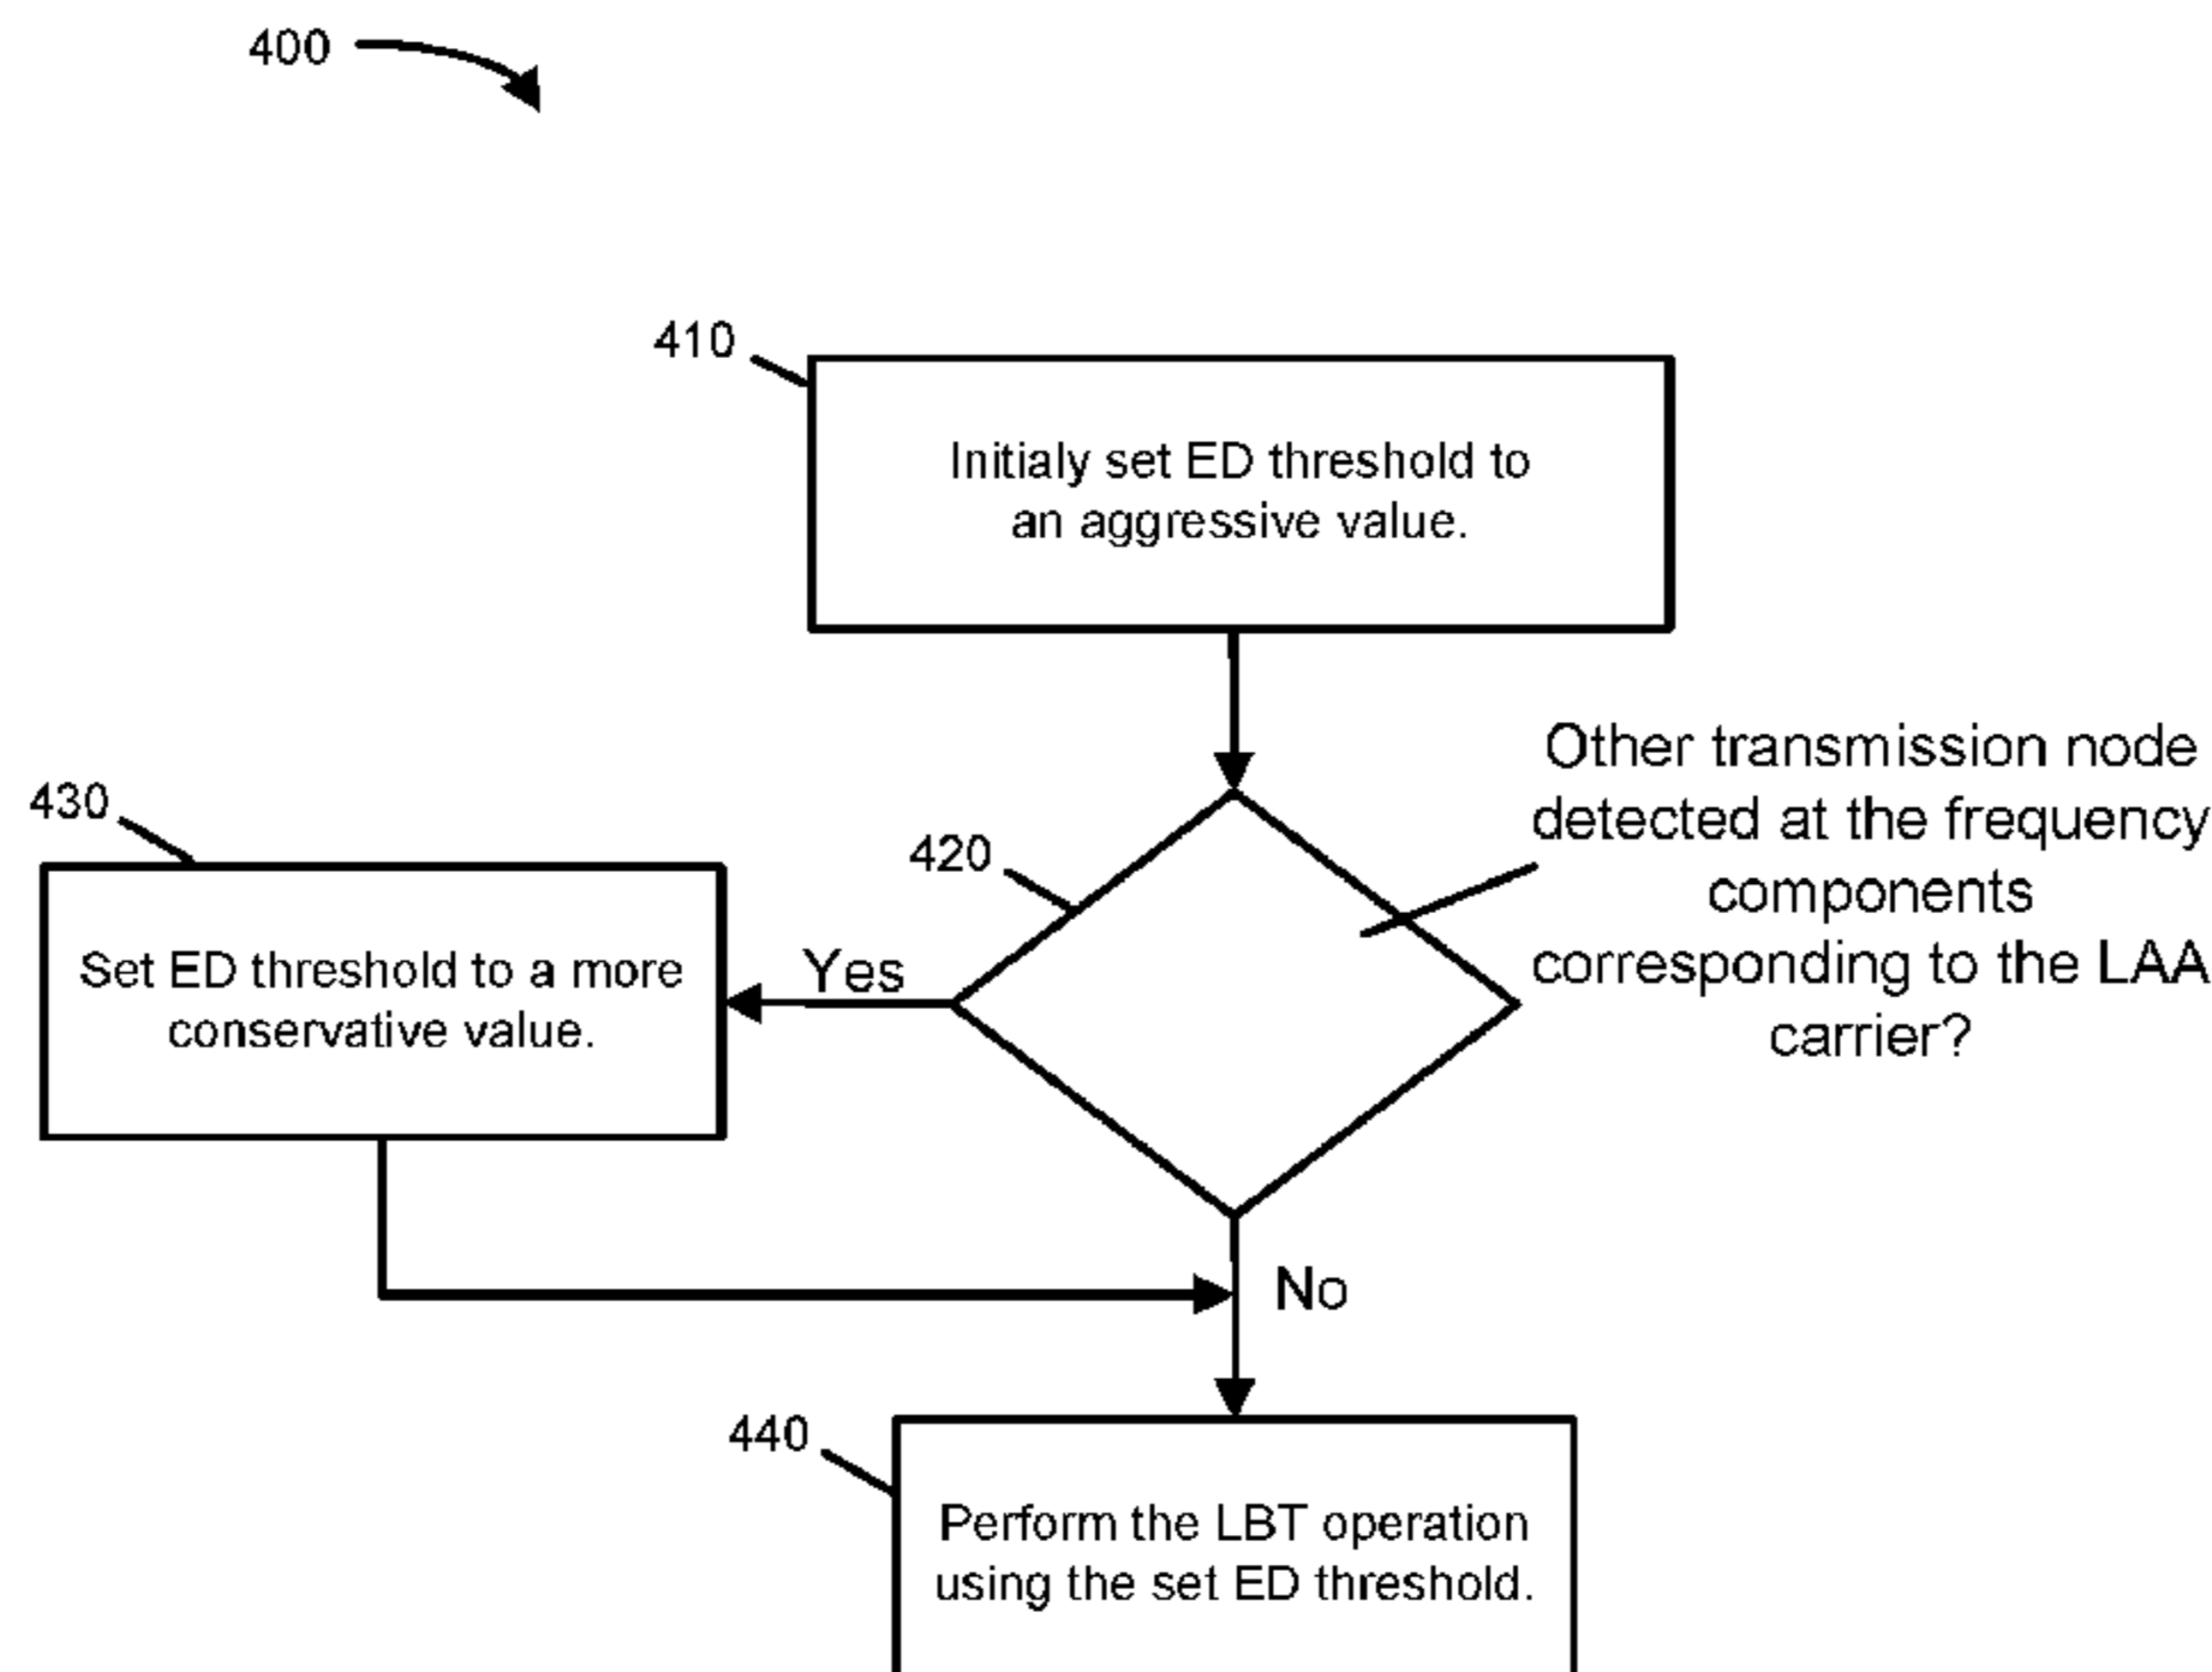 400
410
Initialy set ED threshold to
an aggressive value.
420
Other transmission node
detected at the frequency
components
corresponding to the LAA
carrier?
430
Set ED threshold to a more
conservative value.
Yes
No
440
Perform the LBT operation
using the set ED threshold.